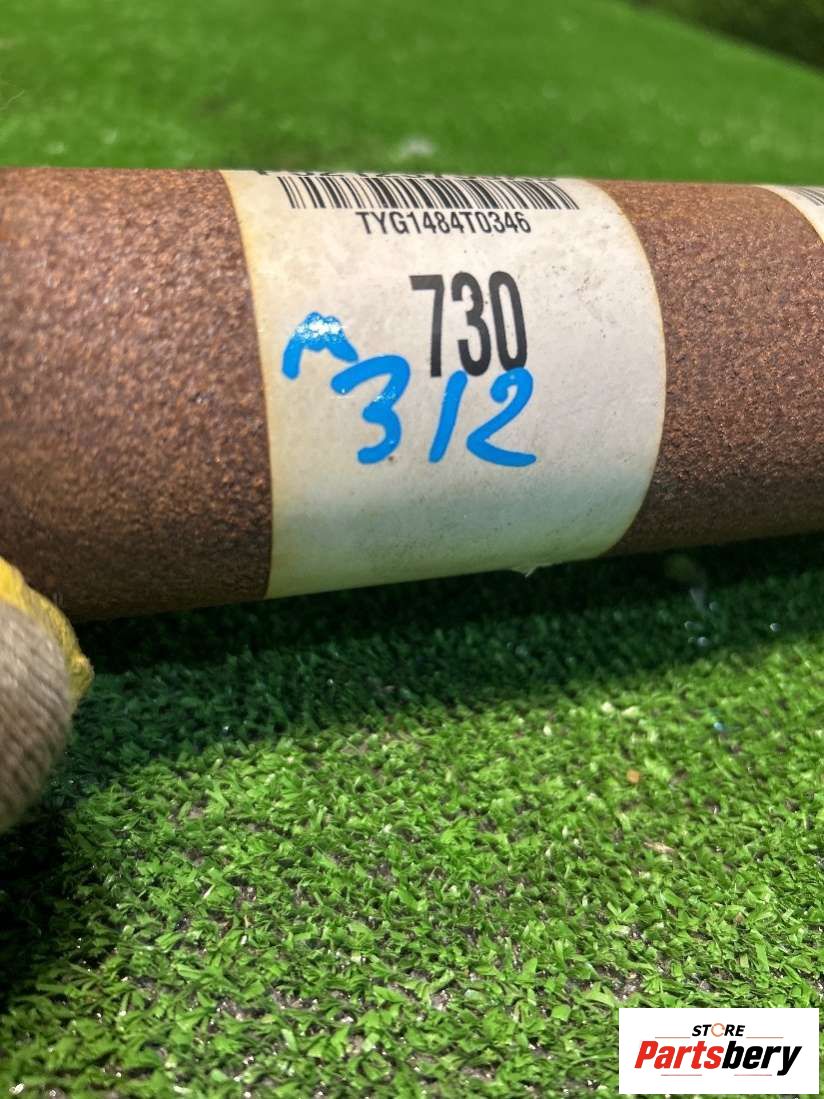 TYG1484T0346
730
312
STORE
Partsbery